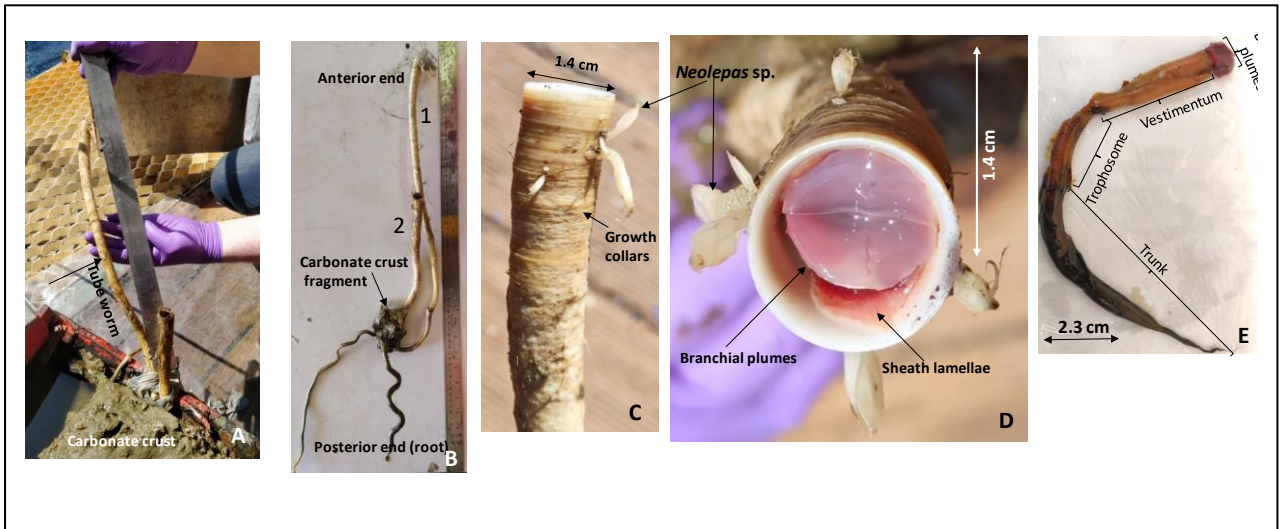 Tube worm
Carbonate crust
A
Anterior end
1
2
Carbonate crust
fragment
Posterior end (root)
B
1.4 cm
Growth
collars
C
Neolepas sp.
1.4 cm
Branchial plumes
Sheath lamellae
D
plumes
Vestimentum
Trophosome
Trunk
2.3 cm
E